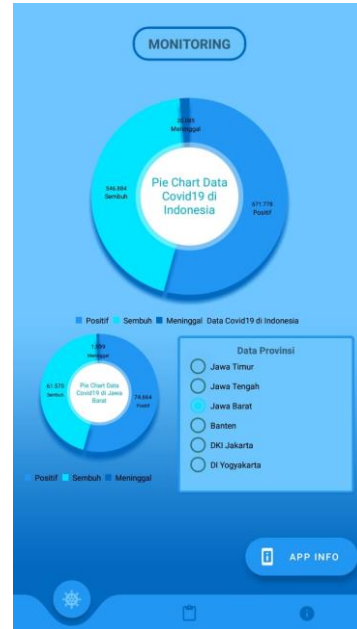 MONITORING
Meninggal
546.884
Sembuh
Pie Chart Data
Covid19 di
Indonesia
671.778
Positif
Positif Sembuh Meninggal Data Covid19 di Indonesia
Meninggal
61.570
Sembuh
Pie Chart Data
Covid19 di Jawa
Barat
74.664
Positif
Positif Sembuh Meninggal
Data Provinsi
Jawa Timur
Jawa Tengah
Jawa Barat
Banten
DKI Jakarta
DI Yogyakarta
APP INFO